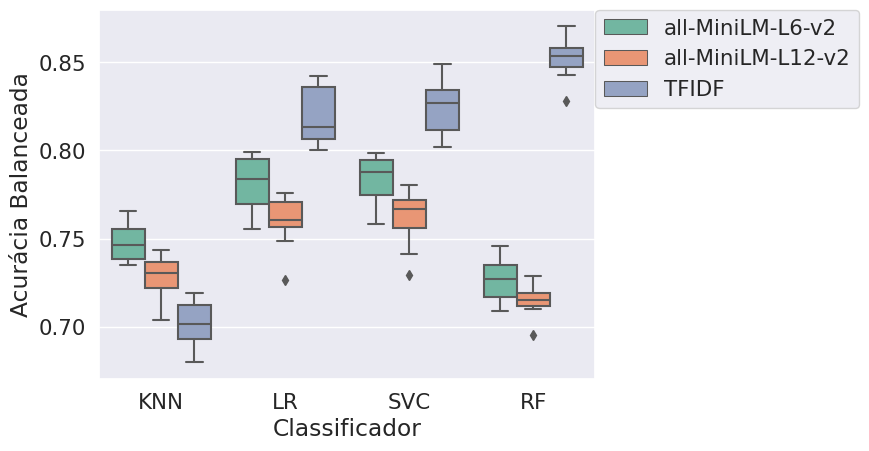 all-MiniLM-L6-v2
all-MiniLM-L12-v2
TFIDF
Acurácia Balanceada
0.85
0.80
0.75
0.70
KNN LR SVC RF
Classificador